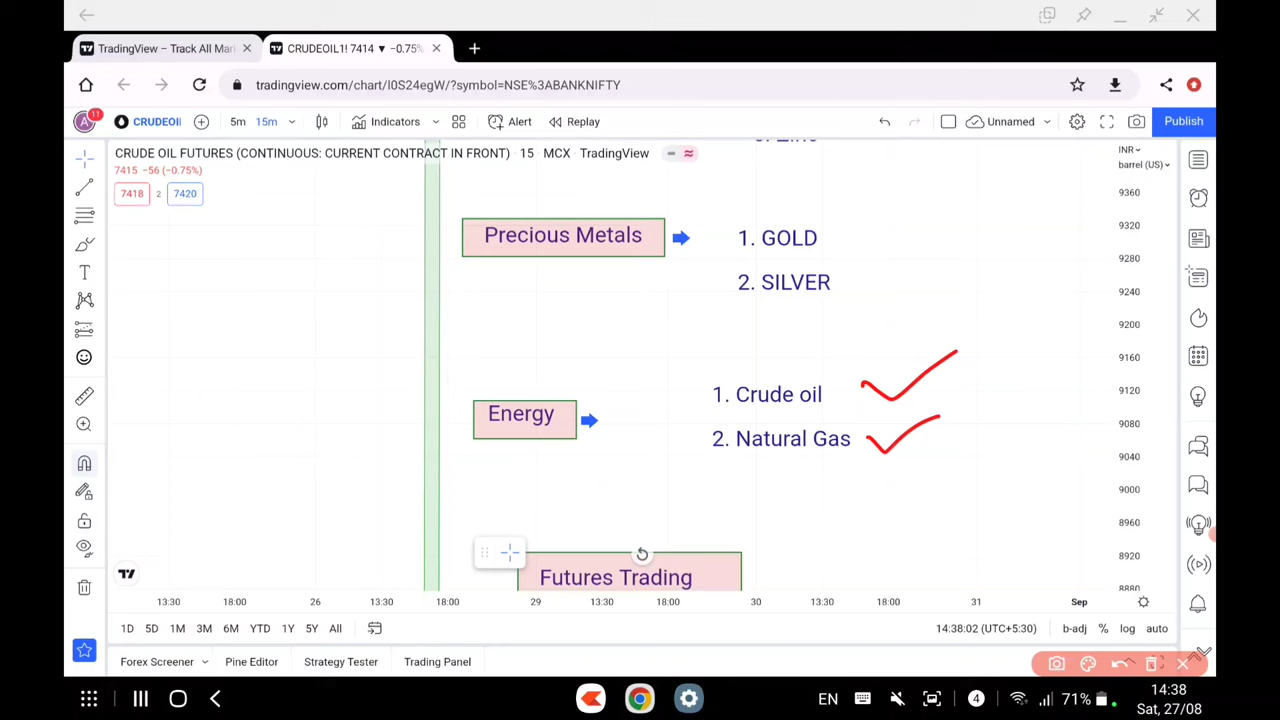 TradingView – Track All Mar
CRUDEOIL1! 7414 ▼ −0.75%
tradingview.com/chart/I0S24egW/?symbol=NSE%3ABANKNIFTY
A 11 CRUDEOI 5m 15m Indicators Alert Replay Unnamed Publish
CRUDE OIL FUTURES (CONTINUOUS: CURRENT CONTRACT IN FRONT) 15 MCX TradingView
7415 −56 (−0.75%)
7418 2 7420
INR
barrel (US)
9360
9320
9280
9240
9200
9160
9120
9080
9040
9000
8960
8920
8880
Precious Metals
1. GOLD
2. SILVER
Energy
1. Crude oil
2. Natural Gas
Futures Trading
13:30 18:00 26 13:30 18:00 29 13:30 18:00 30 13:30 18:00 31 Sep
1D 5D 1M 3M 6M YTD 1Y 5Y All 14:38:02 (UTC+5:30) b-adj % log auto
Forex Screener Pine Editor Strategy Tester Trading Panel
EN 4 71% 14:38
Sat, 27/08